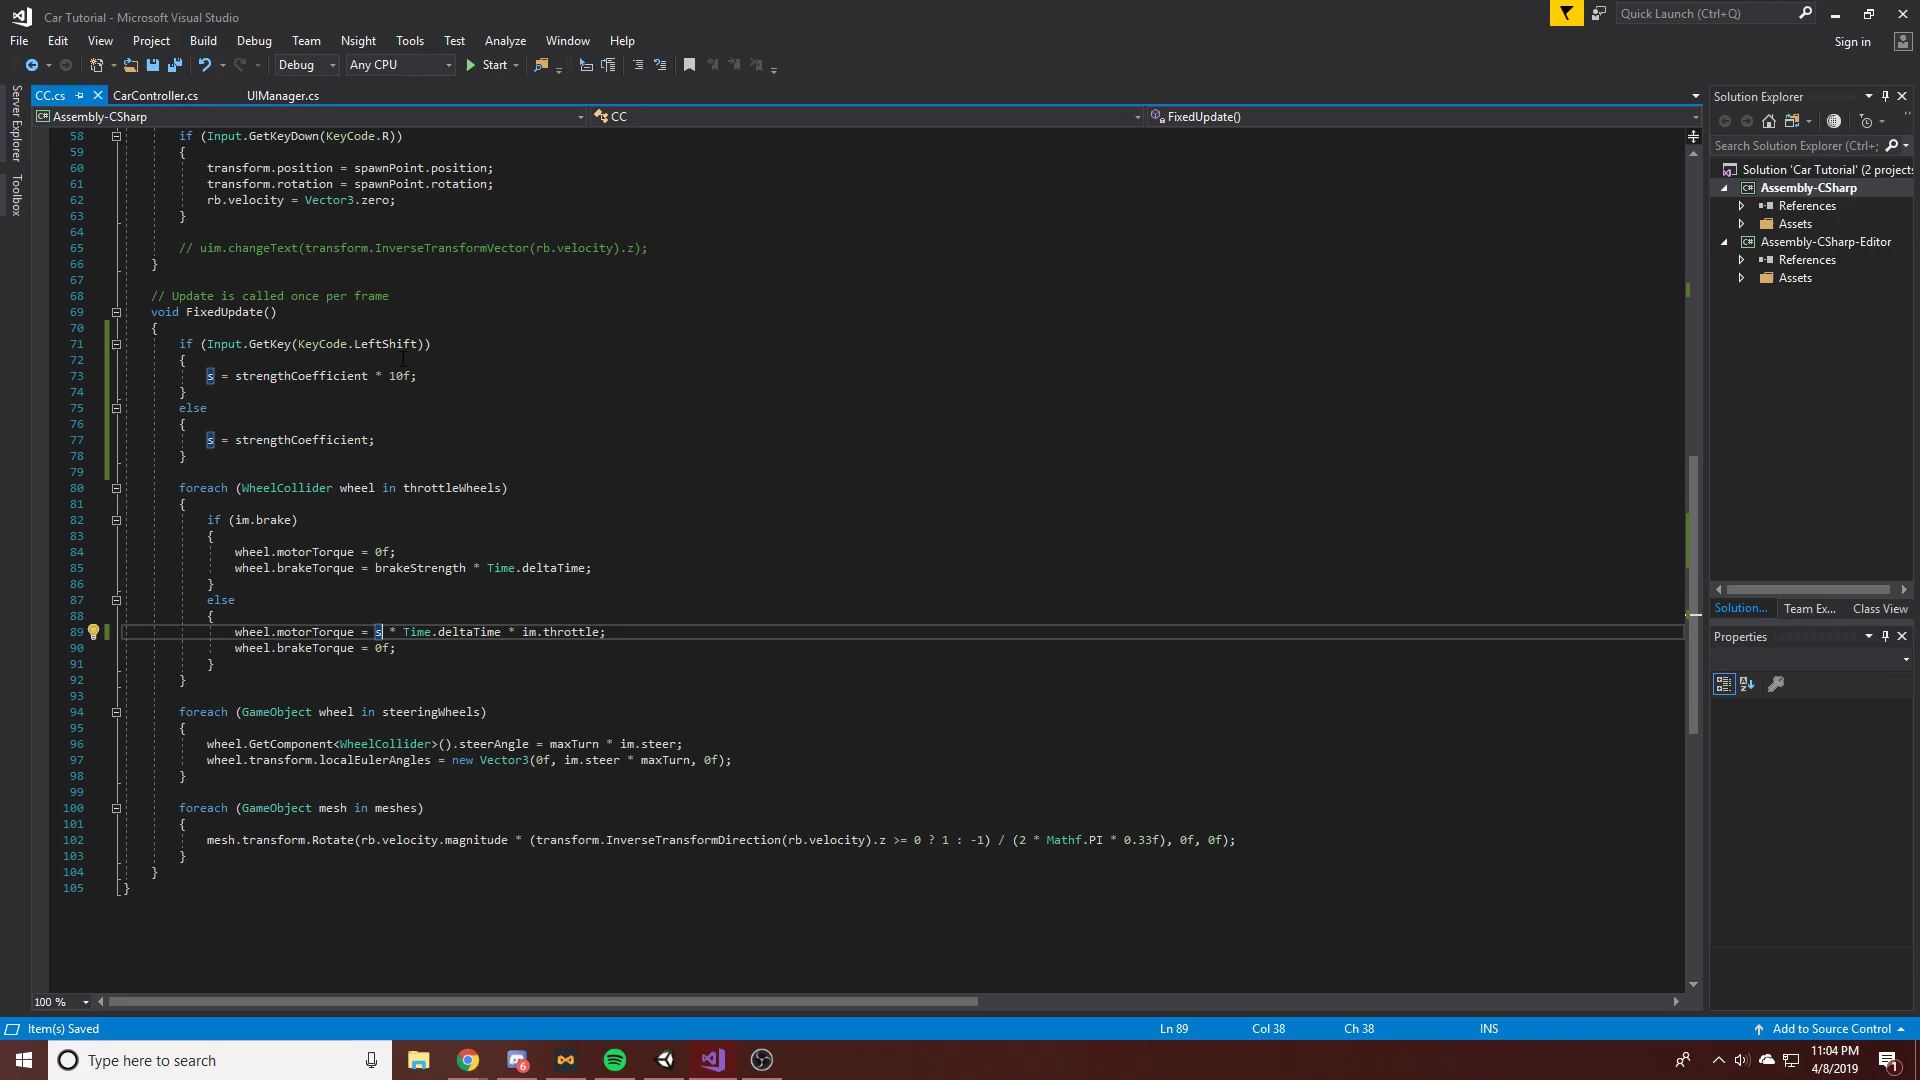 Car Tutorial - Microsoft Visual Studio
Quick Launch (Ctrl+Q)
File Edit View Project Build Debug Team Nsight Tools Test Analyze Window Help
Sign in
Debug Any CPU Start
CC.cs CarController.cs UIManager.cs
Assembly-CSharp CC FixedUpdate()
Server Explorer
Toolbox
58 if (Input.GetKeyDown(KeyCode.R))
59 {
60 transform.position = spawnPoint.position;
61 transform.rotation = spawnPoint.rotation;
62 rb.velocity = Vector3.zero;
63 }
64
65 // uim.changeText(transform.InverseTransformVector(rb.velocity).z);
66 }
67
68 // Update is called once per frame
69 void FixedUpdate()
70 {
71 if (Input.GetKey(KeyCode.LeftShift))
72 {
73 s = strengthCoefficient * 10f;
74 }
75 else
76 {
77 s = strengthCoefficient;
78 }
79
80 foreach (WheelCollider wheel in throttleWheels)
81 {
82 if (im.brake)
83 {
84 wheel.motorTorque = 0f;
85 wheel.brakeTorque = brakeStrength * Time.deltaTime;
86 }
87 else
88 {
89 wheel.motorTorque = s * Time.deltaTime * im.throttle;
90 wheel.brakeTorque = 0f;
91 }
92 }
93
94 foreach (GameObject wheel in steeringWheels)
95 {
96 wheel.GetComponent<WheelCollider>().steerAngle = maxTurn * im.steer;
97 wheel.transform.localEulerAngles = new Vector3(0f, im.steer * maxTurn, 0f);
98 }
99
100 foreach (GameObject mesh in meshes)
101 {
102 mesh.transform.Rotate(rb.velocity.magnitude * (transform.InverseTransformDirection(rb.velocity).z >= 0 ? 1 : -1) / (2 * Mathf.PI * 0.33f), 0f, 0f);
103 }
104 }
105 }
Solution Explorer
Search Solution Explorer (Ctrl+;
Solution 'Car Tutorial' (2 projects
C# Assembly-CSharp
References
Assets
C# Assembly-CSharp-Editor
References
Assets
Solution... Team Ex... Class View
Properties
100 %
Item(s) Saved Ln 89 Col 38 Ch 38 INS Add to Source Control
Type here to search
6
11:04 PM
4/8/2019
1